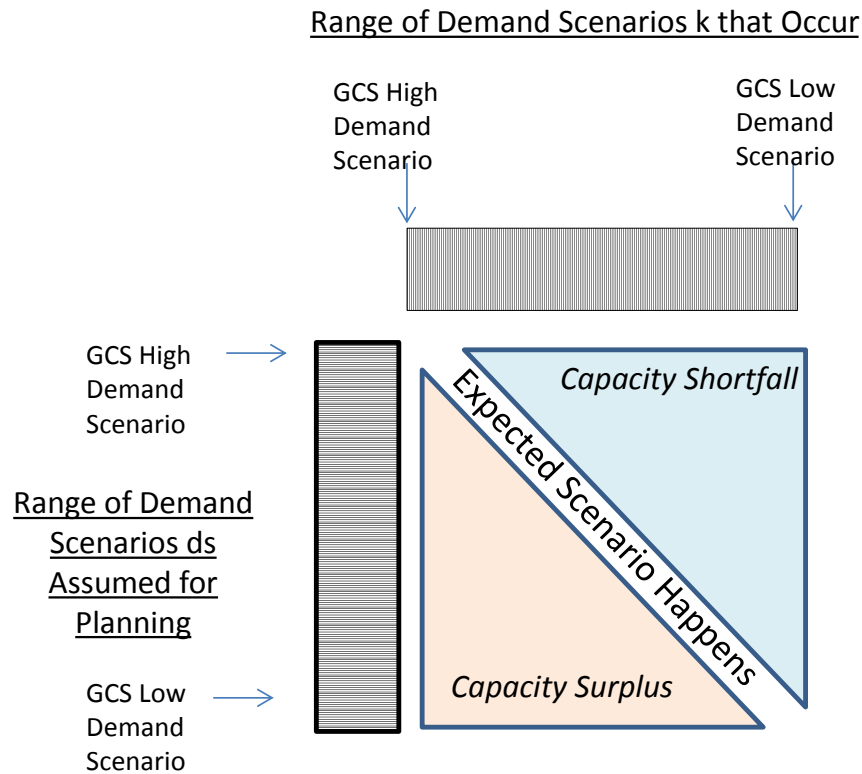 Range of Demand Scenarios k that Occur
GCS High
Demand
Scenario
GCS Low
Demand
Scenario
GCS High
Demand
Scenario
Capacity Shortfall
Expected Scenario Happens
Range of Demand
Scenarios ds
Assumed for
Planning
GCS Low
Demand
Scenario
Capacity Surplus